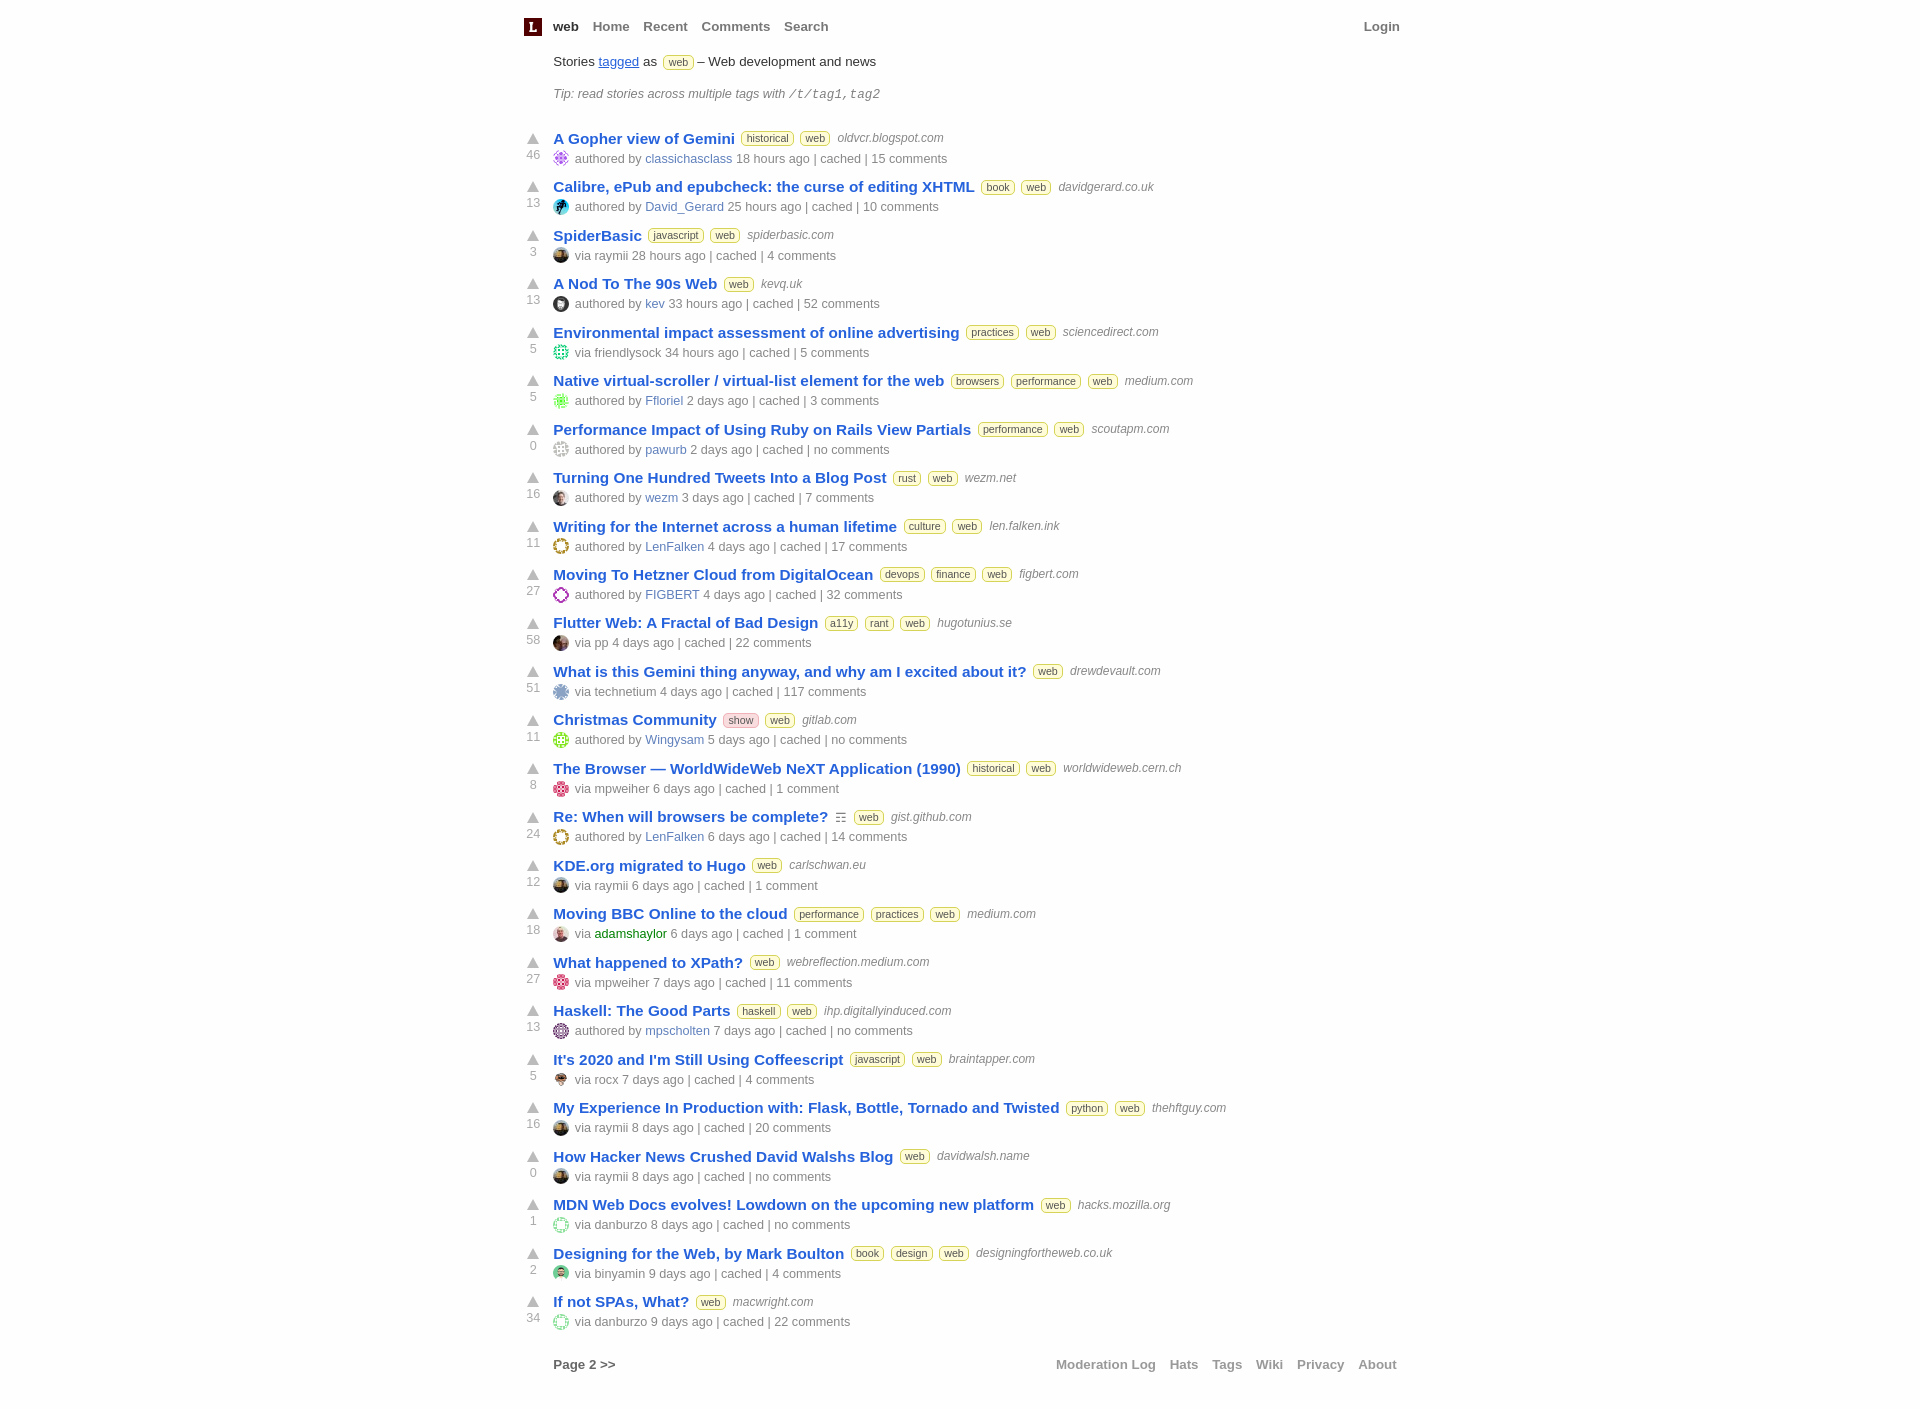 L web Home Recent Comments Search Login
Stories tagged as web – Web development and news
Tip: read stories across multiple tags with /t/tag1,tag2
A Gopher view of Gemini historical web oldvcr.blogspot.com
46 authored by classichasclass 18 hours ago | cached | 15 comments
Calibre, ePub and epubcheck: the curse of editing XHTML book web davidgerard.co.uk
13 authored by David_Gerard 25 hours ago | cached | 10 comments
SpiderBasic javascript web spiderbasic.com
3 via raymii 28 hours ago | cached | 4 comments
A Nod To The 90s Web web kevq.uk
13 authored by kev 33 hours ago | cached | 52 comments
Environmental impact assessment of online advertising practices web sciencedirect.com
5 via friendlysock 34 hours ago | cached | 5 comments
Native virtual-scroller / virtual-list element for the web browsers performance web medium.com
5 authored by Ffloriel 2 days ago | cached | 3 comments
Performance Impact of Using Ruby on Rails View Partials performance web scoutapm.com
0 authored by pawurb 2 days ago | cached | no comments
Turning One Hundred Tweets Into a Blog Post rust web wezm.net
16 authored by wezm 3 days ago | cached | 7 comments
Writing for the Internet across a human lifetime culture web len.falken.ink
11 authored by LenFalken 4 days ago | cached | 17 comments
Moving To Hetzner Cloud from DigitalOcean devops finance web figbert.com
27 authored by FIGBERT 4 days ago | cached | 32 comments
Flutter Web: A Fractal of Bad Design a11y rant web hugotunius.se
58 via pp 4 days ago | cached | 22 comments
What is this Gemini thing anyway, and why am I excited about it? web drewdevault.com
51 via technetium 4 days ago | cached | 117 comments
Christmas Community show web gitlab.com
11 authored by Wingysam 5 days ago | cached | no comments
The Browser — WorldWideWeb NeXT Application (1990) historical web worldwideweb.cern.ch
8 via mpweiher 6 days ago | cached | 1 comment
Re: When will browsers be complete? ☶ web gist.github.com
24 authored by LenFalken 6 days ago | cached | 14 comments
KDE.org migrated to Hugo web carlschwan.eu
12 via raymii 6 days ago | cached | 1 comment
Moving BBC Online to the cloud performance practices web medium.com
18 via adamshaylor 6 days ago | cached | 1 comment
What happened to XPath? web webreflection.medium.com
27 via mpweiher 7 days ago | cached | 11 comments
Haskell: The Good Parts haskell web ihp.digitallyinduced.com
13 authored by mpscholten 7 days ago | cached | no comments
It's 2020 and I'm Still Using Coffeescript javascript web braintapper.com
5 via rocx 7 days ago | cached | 4 comments
My Experience In Production with: Flask, Bottle, Tornado and Twisted python web thehftguy.com
16 via raymii 8 days ago | cached | 20 comments
How Hacker News Crushed David Walshs Blog web davidwalsh.name
0 via raymii 8 days ago | cached | no comments
MDN Web Docs evolves! Lowdown on the upcoming new platform web hacks.mozilla.org
1 via danburzo 8 days ago | cached | no comments
Designing for the Web, by Mark Boulton book design web designingfortheweb.co.uk
2 via binyamin 9 days ago | cached | 4 comments
If not SPAs, What? web macwright.com
34 via danburzo 9 days ago | cached | 22 comments
Page 2 >> Moderation Log Hats Tags Wiki Privacy About